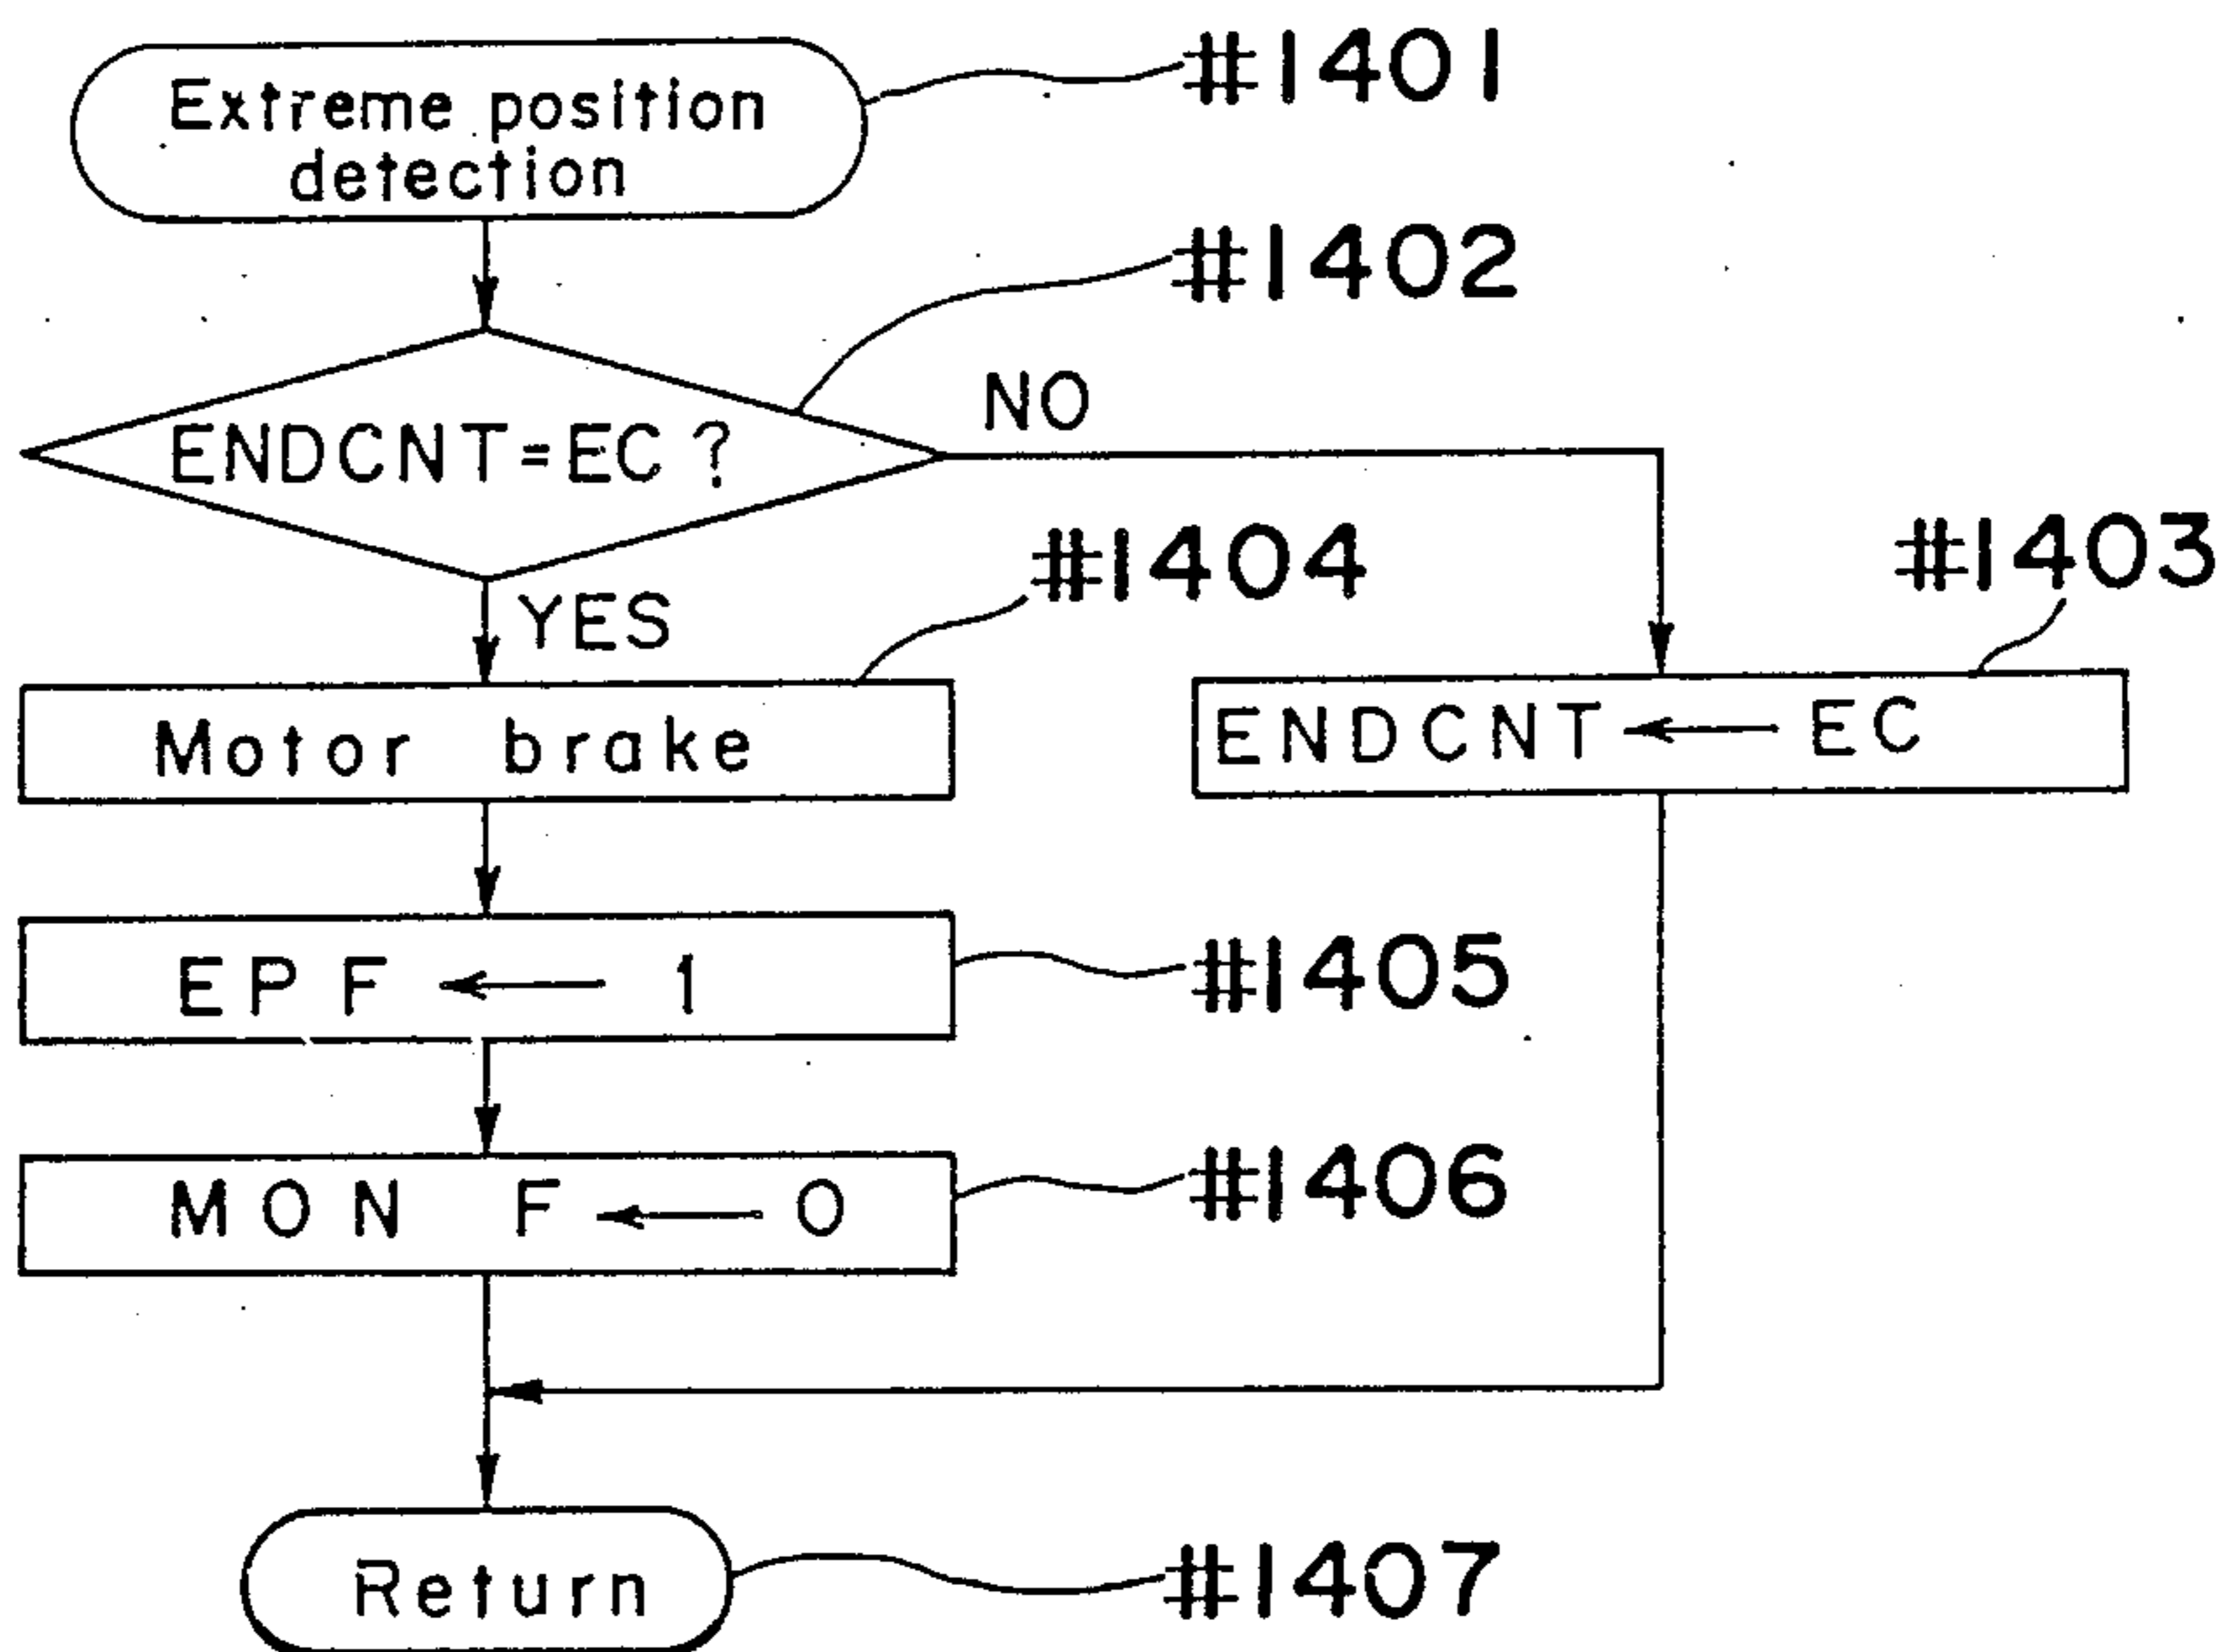 Extreme position
detection
#1401
#1402
ENDCNT=EC?
NO
YES
#1404
#1403
Motor brake
ENDCNT ← EC
EPF ← 1
#1405
MON F ← 0
#1406
Return
#1407